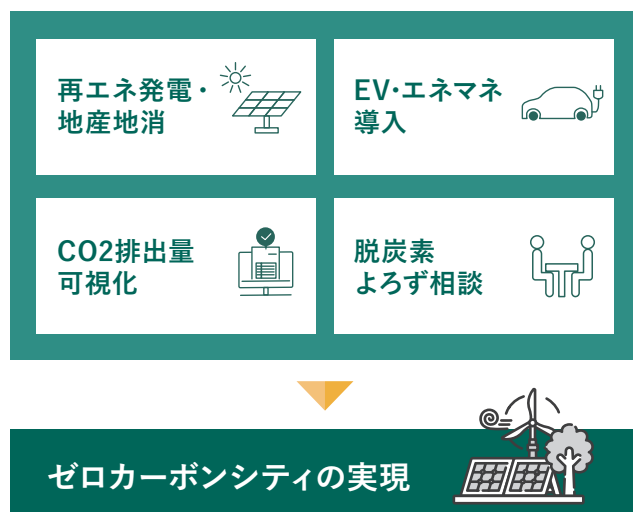 再エネ発電・
地産地消
EV・エネマネ
導入
CO2排出量
可視化
脱炭素
よろず相談
ゼロカーボンシティの実現